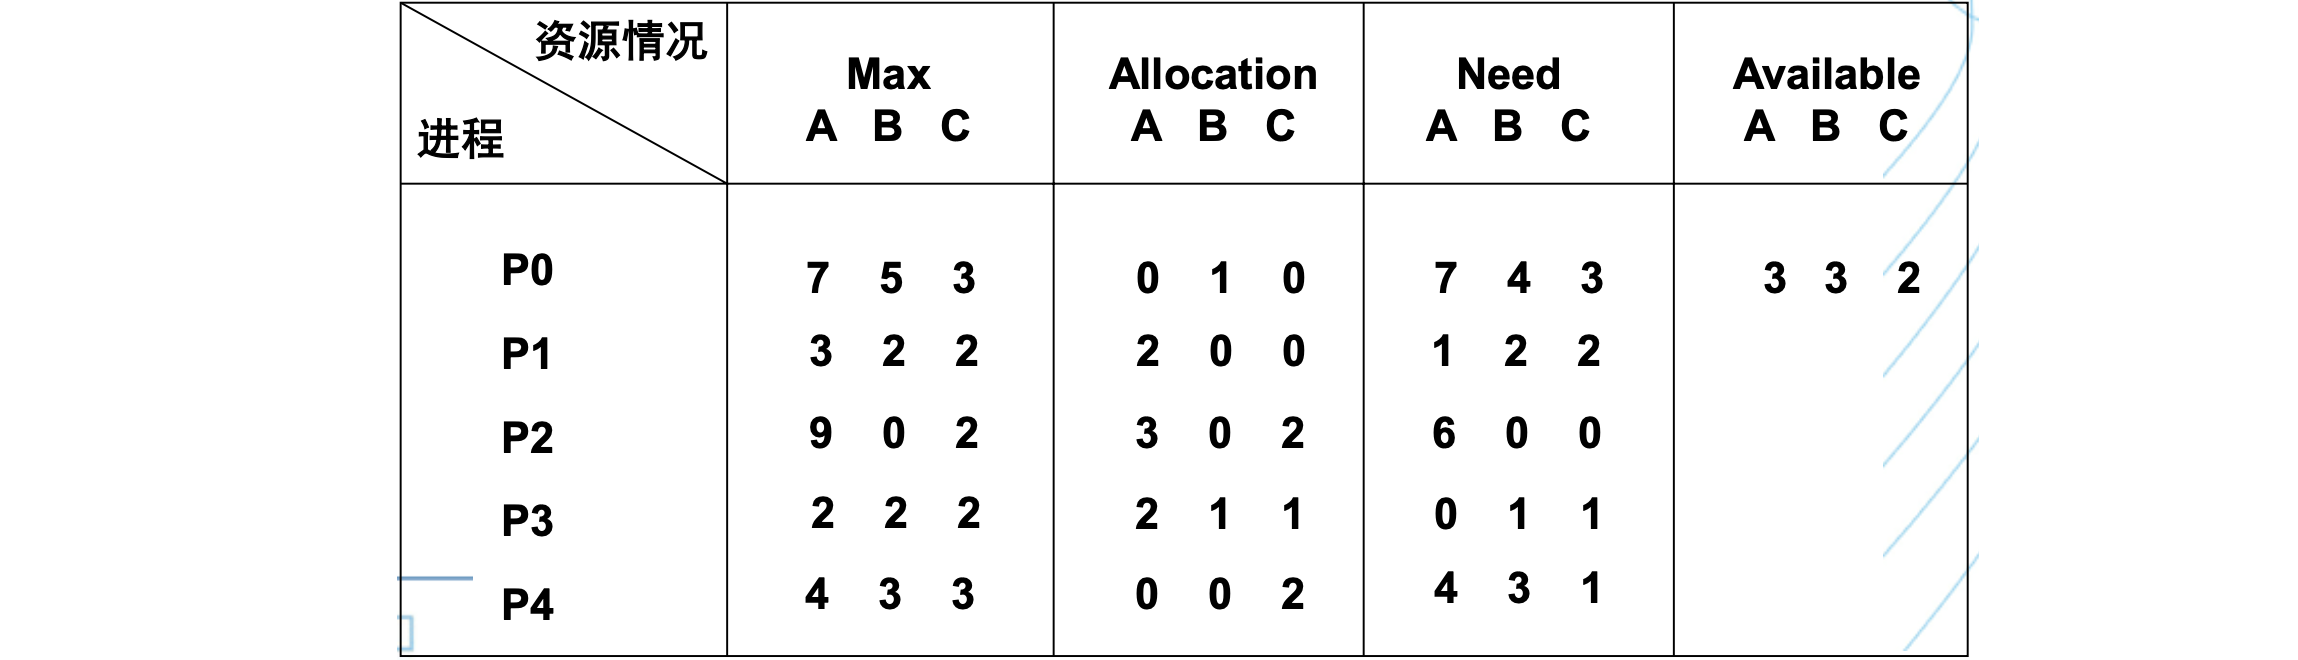 资源情况
进程
Max Allocation Need Available
A B C A B C A B C A B C
P0 7 5 3 0 1 0 7 4 3 3 3 2
P1 3 2 2 2 0 0 1 2 2
P2 9 0 2 3 0 2 6 0 0
P3 2 2 2 2 1 1 0 1 1
P4 4 3 3 0 0 2 4 3 1